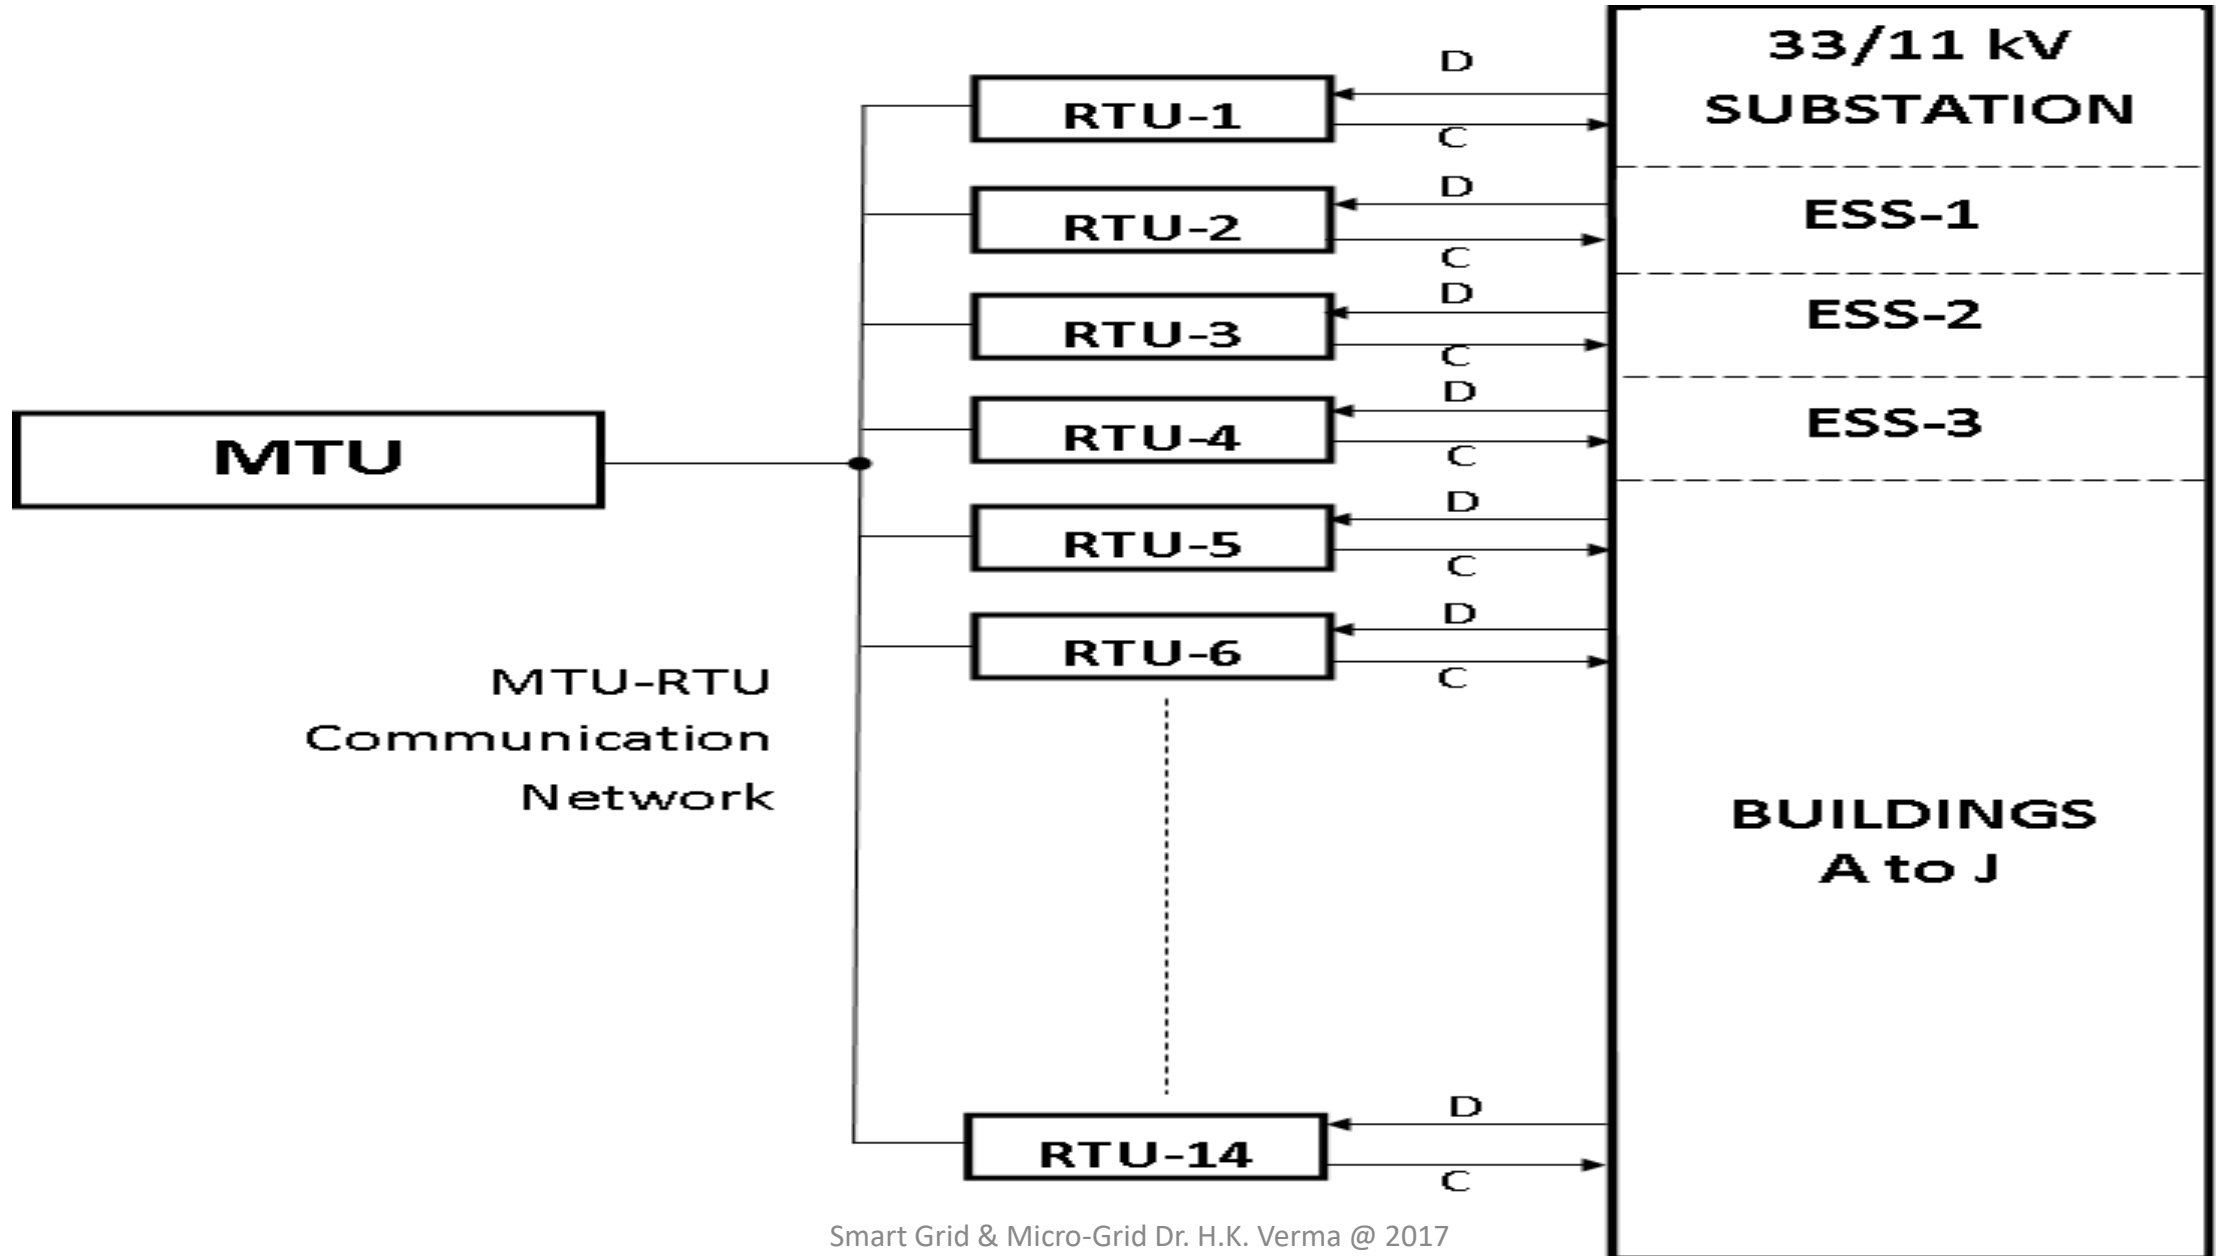 33/11 kV
SUBSTATION
D
RTU-1
C
D
RTU-2
C
ESS-1
D
RTU-3
C
ESS-2
D
RTU-4
C
ESS-3
MTU
D
RTU-5
C
D
RTU-6
C
MTU-RTU
Communication
Network
BUILDINGS
A to J
D
RTU-14
C
Smart Grid & Micro-Grid Dr. H.K. Verma @ 2017